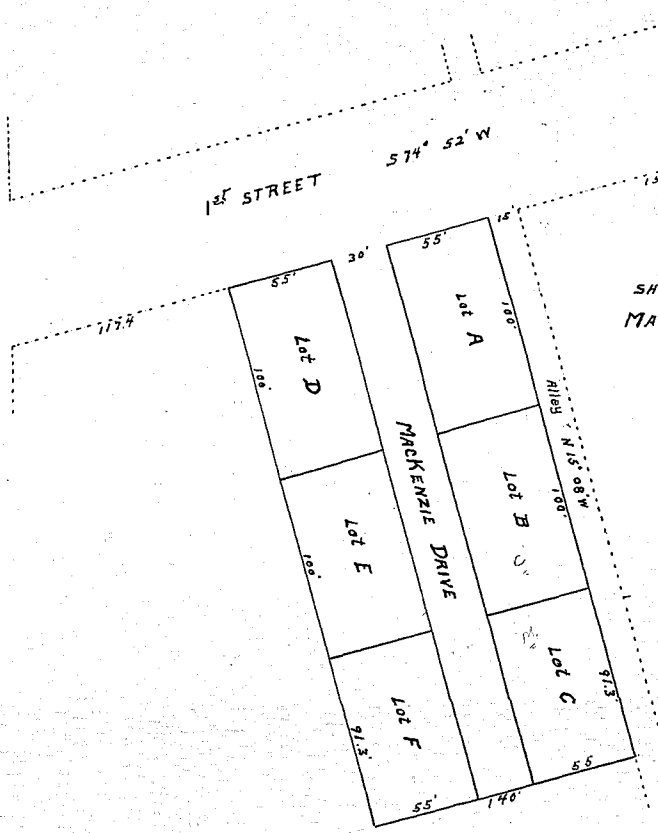 S 74° 52' W
1ST STREET
15'
55'
30'
55'
117.4
SH
MA
Lot A
100'
Lot D
100'
Alley
N 15° 08' W
MACKENZIE DRIVE
Lot B
100'
Lot E
100'
Lot C
91.3'
Lot F
91.3'
55
140'
55'